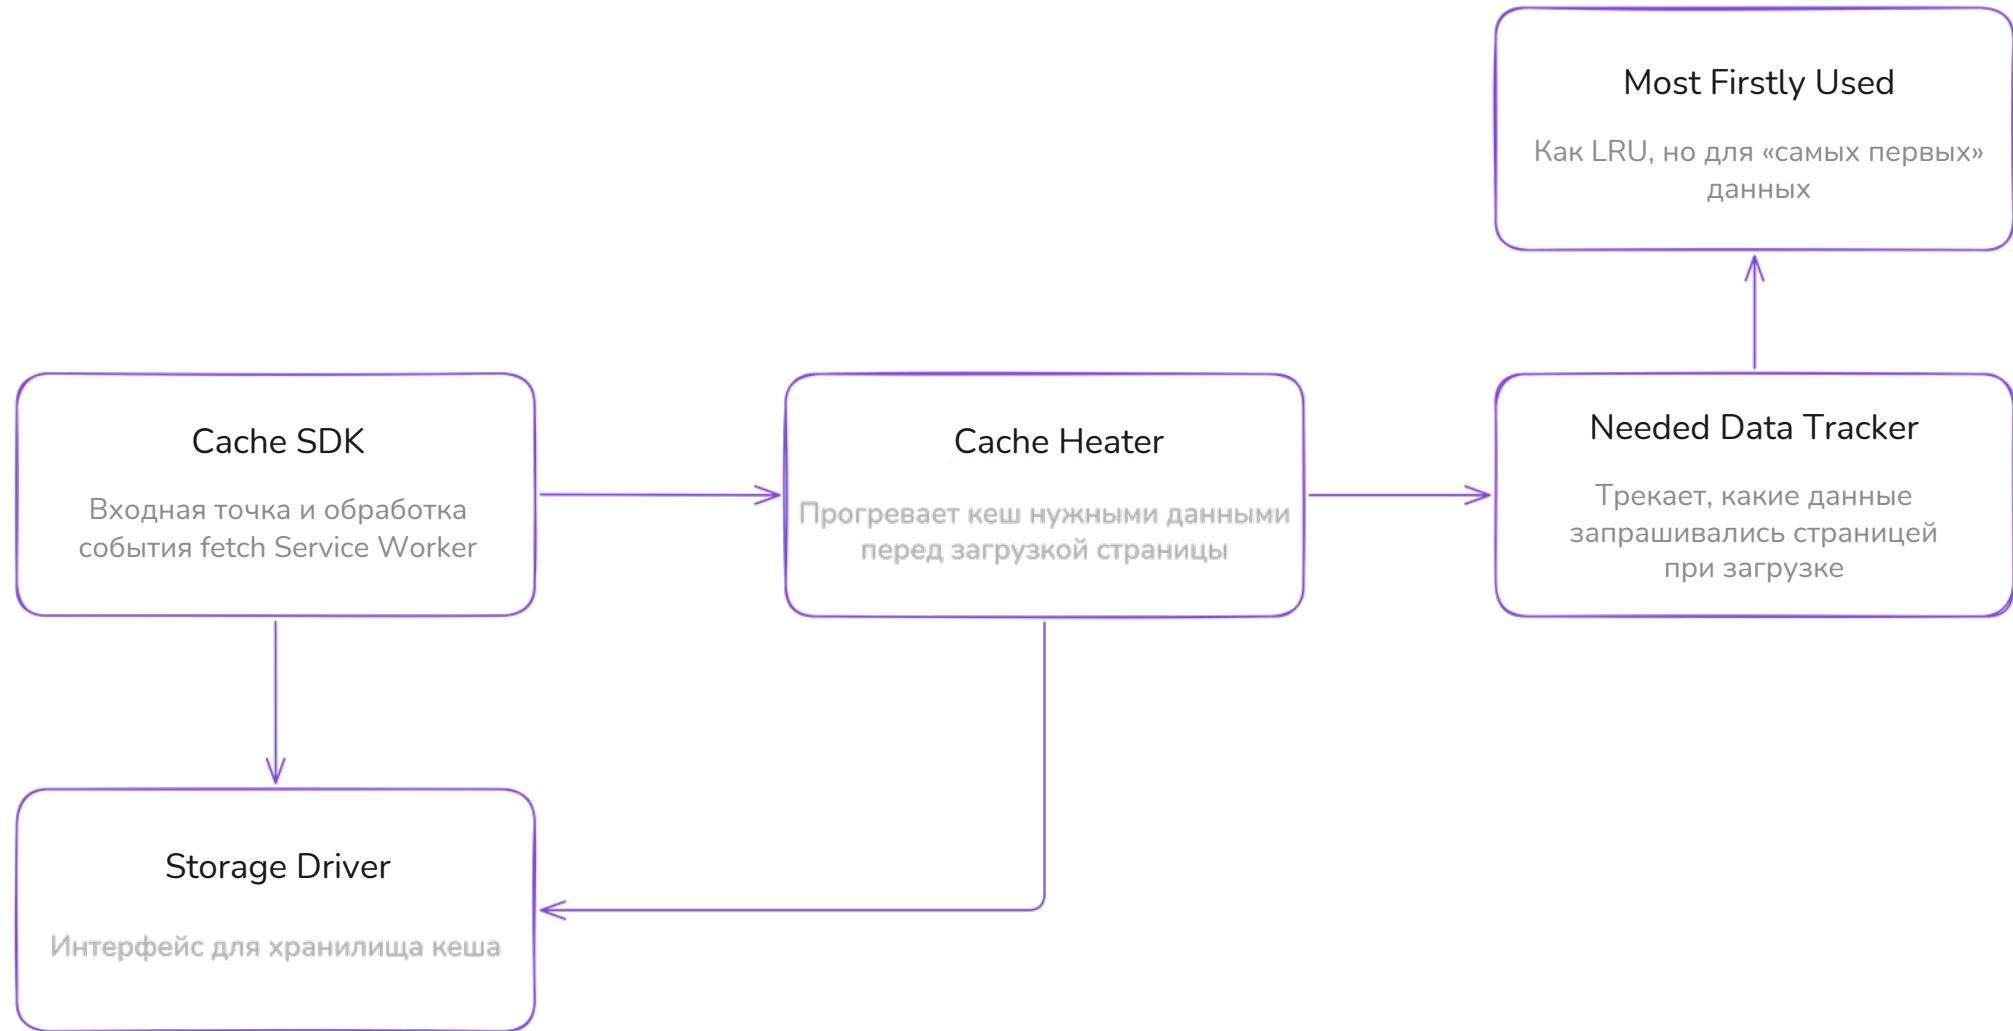 Most Firstly Used
Как LRU, но для «самых первых»
данных
Cache SDK
Входная точка и обработка
события fetch Service Worker
Cache Heater
Прогревает кеш нужными данными
перед загрузкой страницы
Needed Data Tracker
Трекает, какие данные
запрашивались страницей
при загрузке
Storage Driver
Интерфейс для хранилища кеша